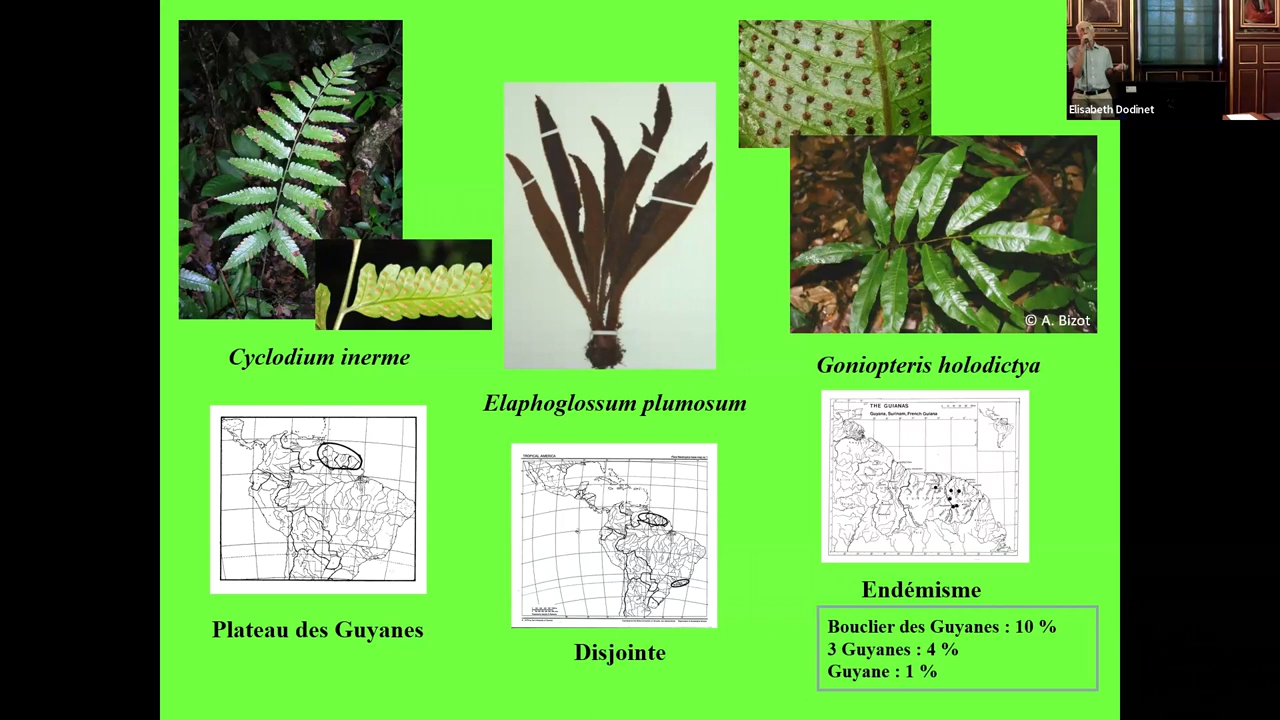 Elisabeth Dodinet
© A. Bizot
Cyclodium inerme
Elaphoglossum plumosum
Goniopteris holodictya
THE GUIANAS
Guyana, Surinam, French Guiana
TROPICAL AMERICA
Plateau des Guyanes
Disjointe
Endémisme
Bouclier des Guyanes : 10 %
3 Guyanes : 4 %
Guyane : 1 %